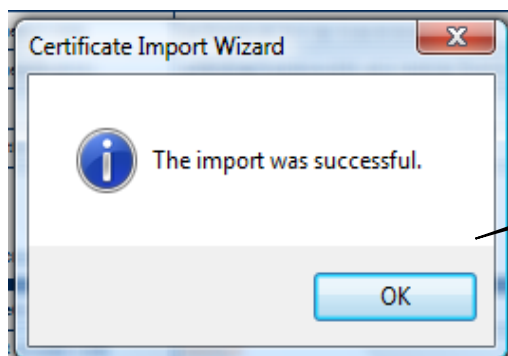 Certificate Import Wizard
The import was successful.
OK